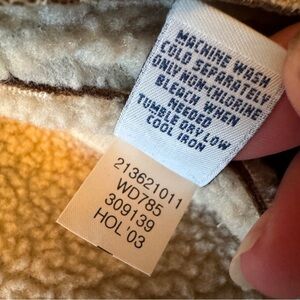 MACHINE WASH
COLD SEPARATELY
ONLY NON-CHLORINE
BLEACH WHEN
NEEDED
TUMBLE DRY LOW
COOL IRON
213621011
WD785
309139
HOL'03